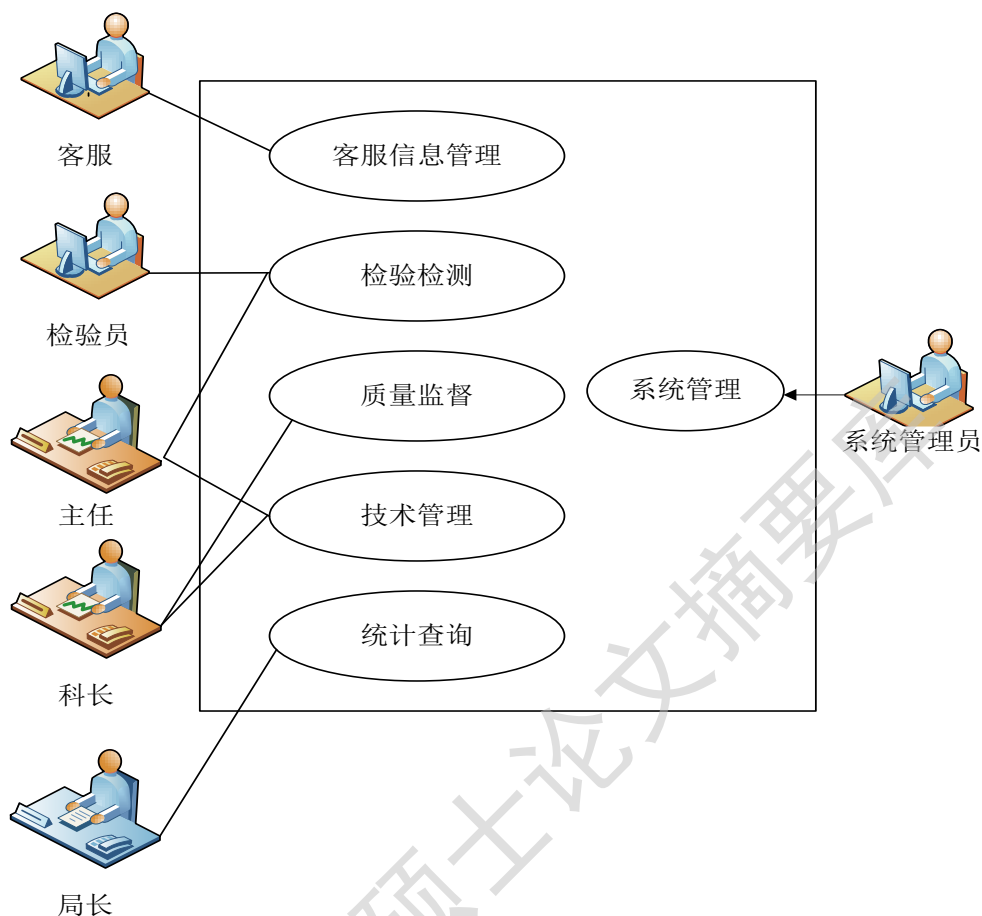 客服
客服信息管理
检验员
检验检测
主任
质量监督
系统管理
系统管理员
技术管理
科长
统计查询
局长
硕士论文摘要库